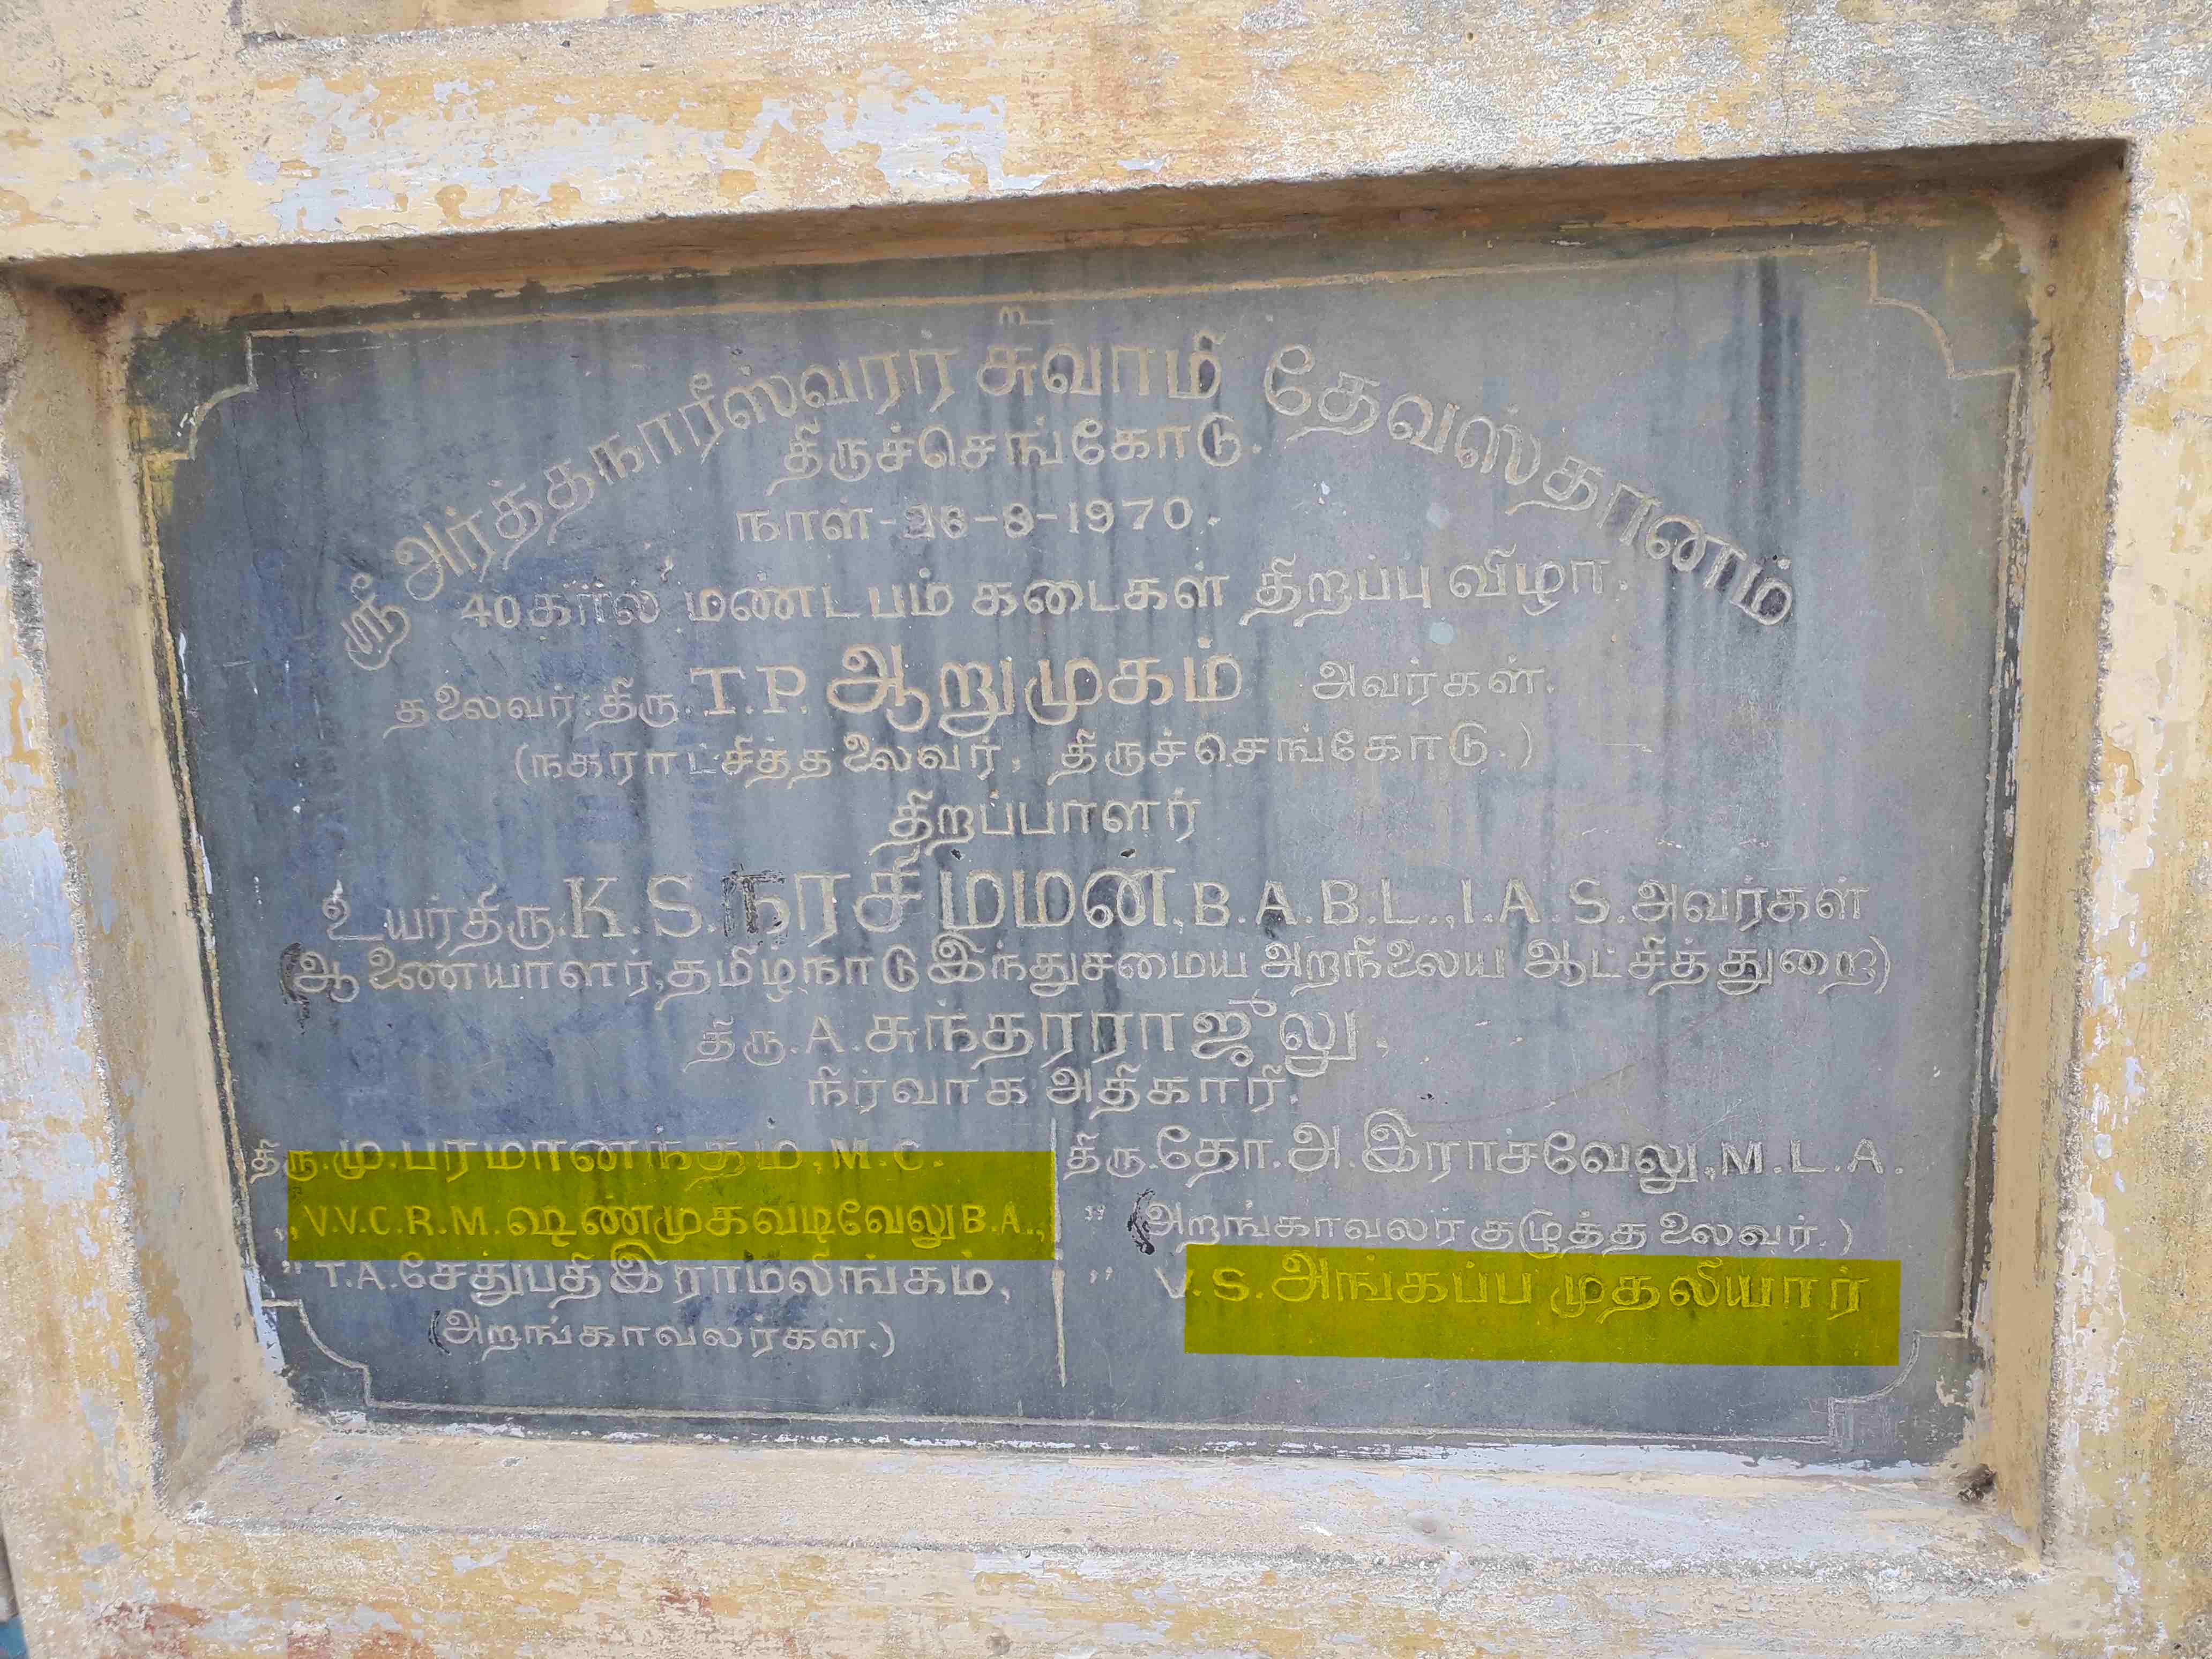 ௗ
ஸ்ரீ அர்த்தநாரீஸ்வரர சுவாமி தேவஸ்தானம்
திருச்செங்கோடு.
நாள்-26-8-1970.
40கால் மண்டபம் கடைகள் திறப்பு விழா.
தலைவர்: திரு. T.P. ஆறுமுகம் அவர்கள்.
(நகராட்சித்தலைவர், திருச்செங்கோடு.)
திறப்பாளர்
உயர்திரு. K.S. நரசிம்மன், B.A.B.L., I.A.S. அவர்கள்
(ஆணையாளர், தமிழநாடு இந்துசமைய அறநிலைய ஆட்சித்துறை)
திரு. A. சுந்தரராஜுலு,
நிர்வாக அதிகாரி.
திரு. மு. பரமானந்தம், M.C.
,, V.V.C.R.M. ஷண்முகவடிவேலு B.A.,
" T.A. சேதுபதி இராமலிங்கம்,
(அறங்காவலர்கள்.)
திரு. தோ. அ. இராசவேலு, M.L.A.
" (அறங்காவலர் குழுத்தலைவர்.)
" V.S. அங்கப்ப முதலியார்